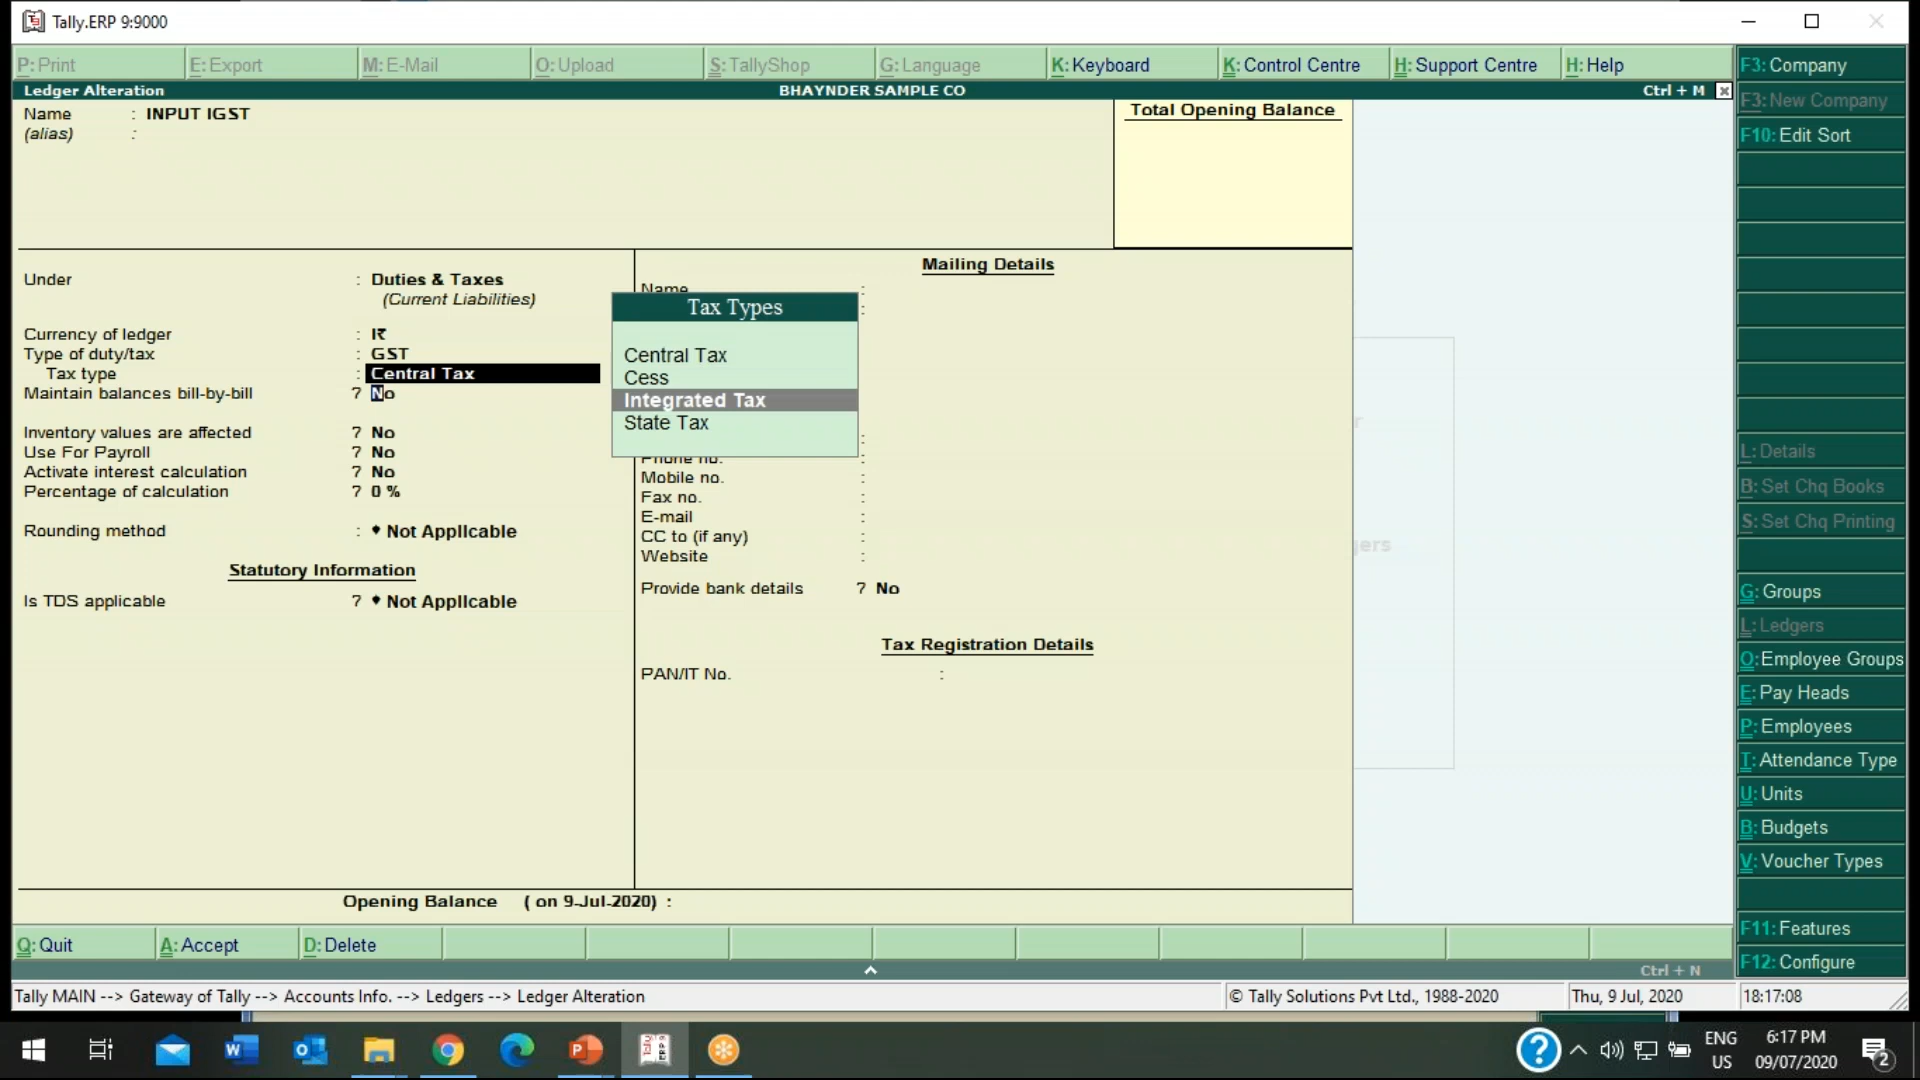 Tally.ERP 9:9000
P: Print E: Export M: E-Mail O: Upload S: TallyShop G: Language K: Keyboard K: Control Centre H: Support Centre H: Help
F3: Company
F3: New Company
F10: Edit Sort
Ledger Alteration BHAYNDER SAMPLE CO Ctrl + M
Name : INPUT IGST
(alias) :
Total Opening Balance
Under : Duties & Taxes
(Current Liabilities)
Currency of ledger : I₹
Type of duty/tax : GST
Tax type : Central Tax
Maintain balances bill-by-bill ? No
Inventory values are affected ? No
Use For Payroll ? No
Activate interest calculation ? No
Percentage of calculation ? 0 %
Rounding method : ♦ Not Applicable
Statutory Information
Is TDS applicable ? ♦ Not Applicable
Mailing Details
Name :
Tax Types
Central Tax
Cess
Integrated Tax
State Tax
Phone no. :
Mobile no. :
Fax no. :
E-mail :
CC to (if any) :
Website :
Provide bank details ? No
Tax Registration Details
PAN/IT No. :
Opening Balance ( on 9-Jul-2020) :
L: Details
B: Set Chq Books
S: Set Chq Printing
G: Groups
L: Ledgers
O: Employee Groups
E: Pay Heads
P: Employees
T: Attendance Type
U: Units
B: Budgets
V: Voucher Types
F11: Features
F12: Configure
Q: Quit A: Accept D: Delete
Ctrl + N
Tally MAIN --> Gateway of Tally --> Accounts Info. --> Ledgers --> Ledger Alteration © Tally Solutions Pvt Ltd., 1988-2020 Thu, 9 Jul, 2020 18:17:08
ENG
US
6:17 PM
09/07/2020
2